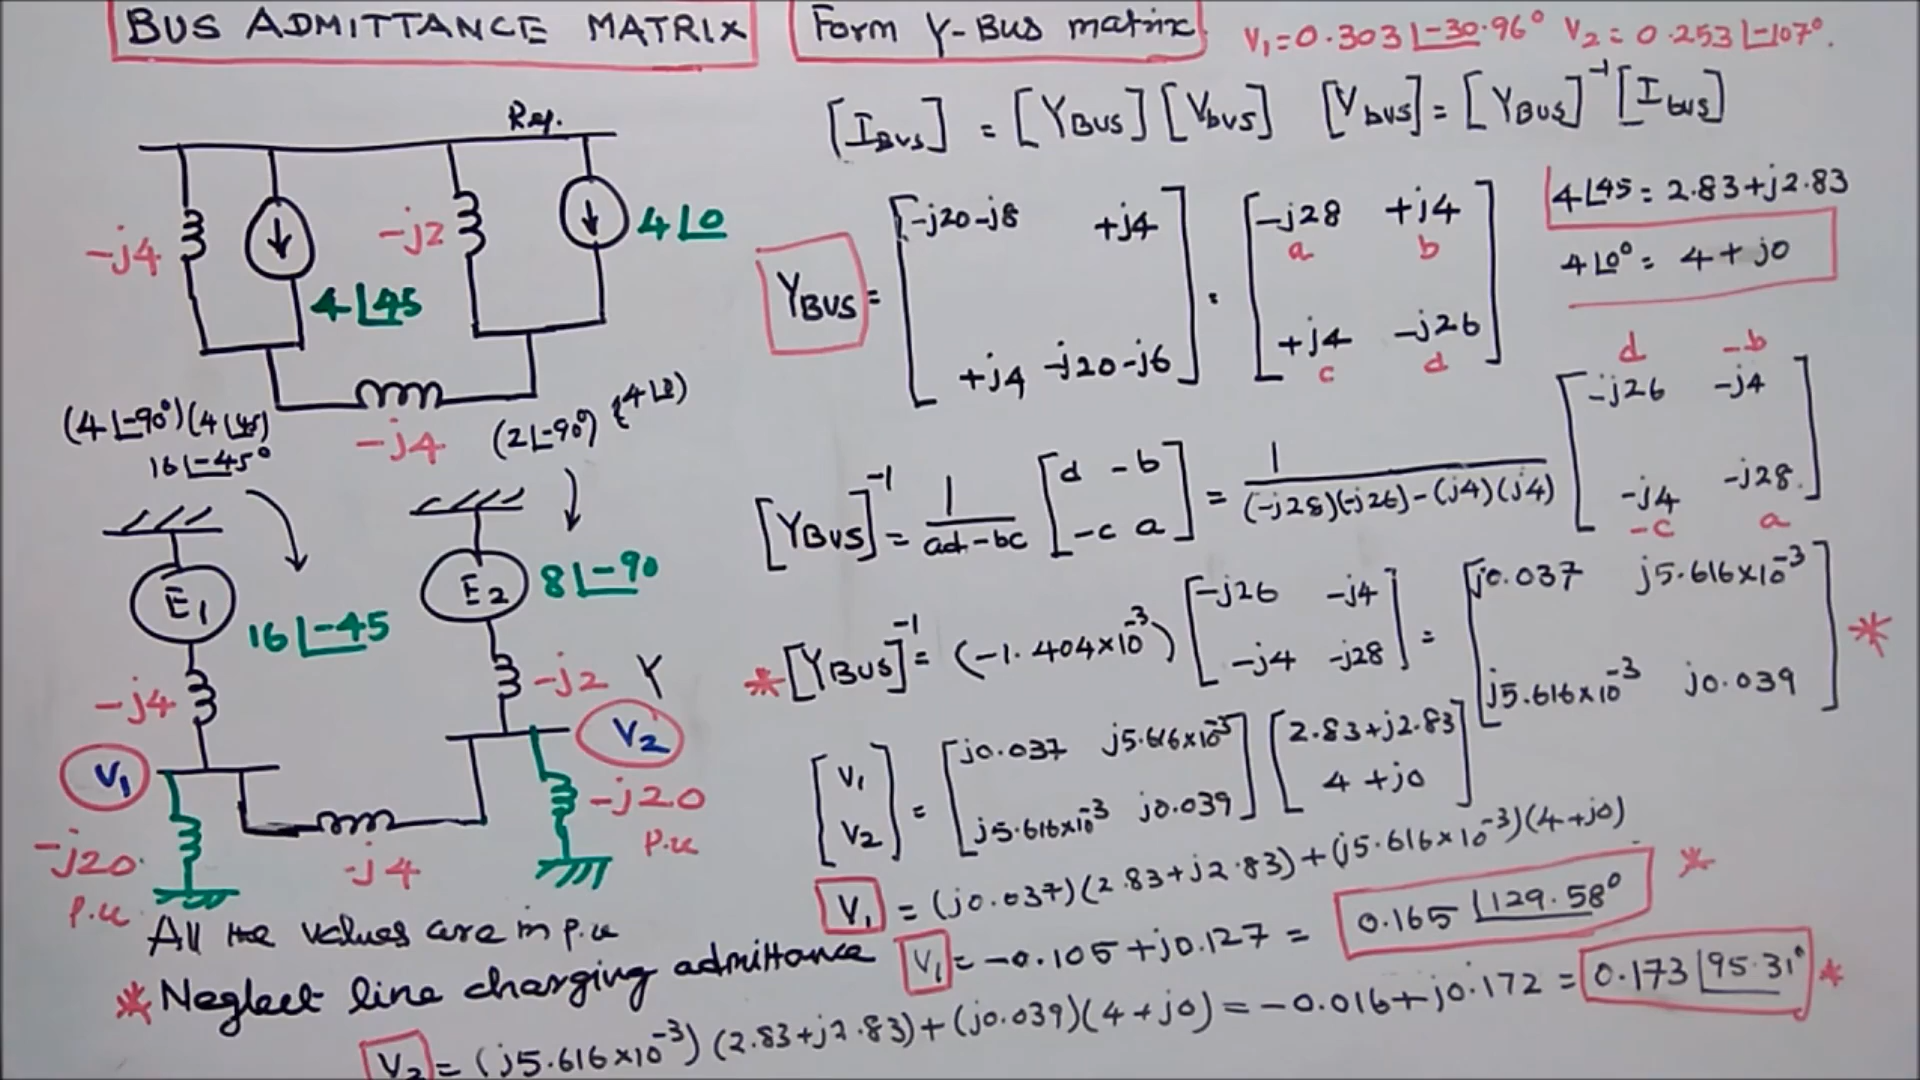 BUS ADMITTANCE MATRIX
Form Y-Bus matrix
V1=0.303∠-30.96° V2=0.253∠-107°.
Ref.
-j4
4∠45
-j2
4∠0
-j4
(4∠-90°)(4∠45)
16∠-45°
(2∠-90°)
E1
16∠-45
-j4
V1
-j20
p.u
E2
8∠-90
-j2 Y
V2
-j20
p.u
-j4
All the values are in p.u
* Neglect line charging admittance
[IBus] = [YBUS][Vbus] [Vbus] = [YBUS]-1[Ibus]
YBUS = [-j20-j8 +j4
+j4 -j20-j6] = [-j28 +j4
a b
+j4 -j26]
c d
4∠45 = 2.83+j2.83
4∠0° = 4+j0
[YBUS]-1 = 1/ad-bc [d -b
-c a] = 1/(-j28)(-j26)-(j4)(j4)
d -b
[-j26 -j4
-j4 -j28.]
-c a
* [YBUS]-1 = (-1.404×10-3) [-j26 -j4
-j4 -j28] = [j0.037 j5.616×10-3
j5.616×10-3 j0.039] *
[V1
V2] = [j0.037 j5.616×10-3
j5.616×10-3 j0.039] [2.83+j2.83
4+j0]
V1 = (j0.037)(2.83+j2.83)+(j5.616×10-3)(4+j0)
V1 = -0.105+j0.127 = 0.165∠129.58° *
V2 = (j5.616×10-3)(2.83+j2.83)+(j0.039)(4+j0) = -0.016+j0.172 = 0.173∠95.31° *